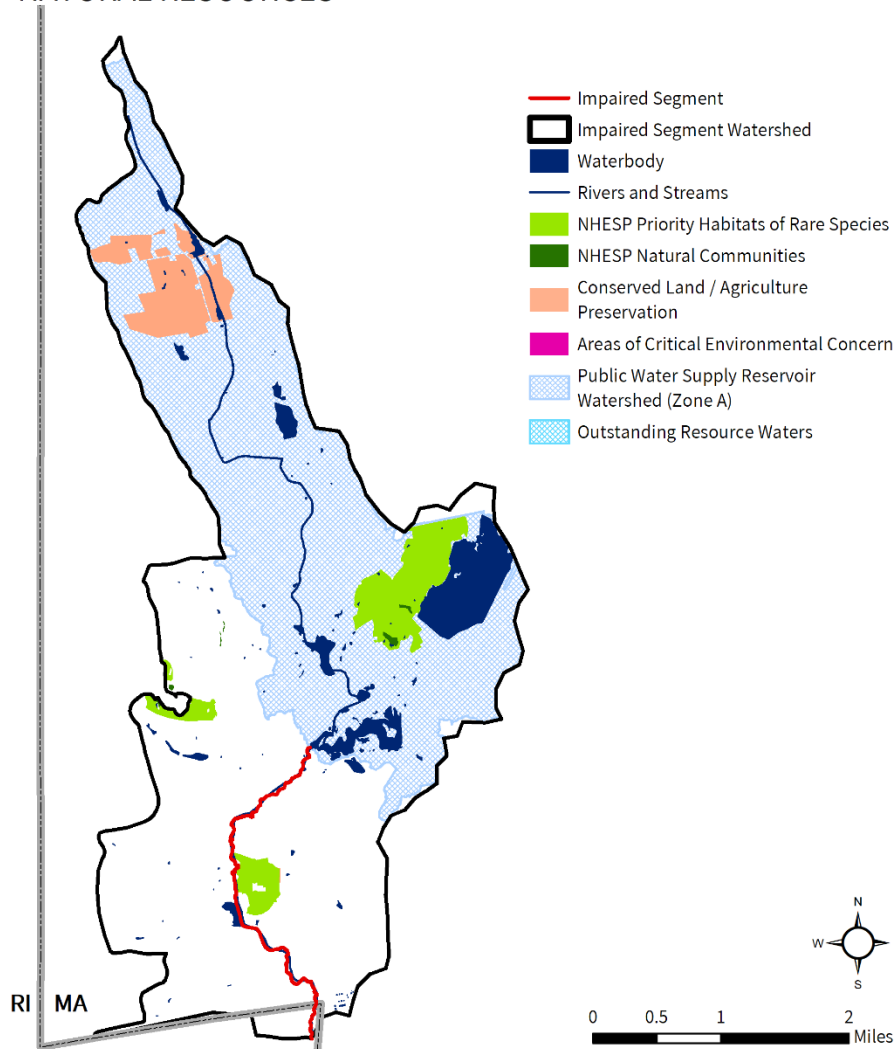 NATURAL RESOURCES
Impaired Segment
Impaired Segment Watershed
Waterbody
Rivers and Streams
NHESP Priority Habitats of Rare Species
NHESP Natural Communities
Conserved Land / Agriculture
Preservation
Areas of Critical Environmental Concern
Public Water Supply Reservoir
Watershed (Zone A)
Outstanding Resource Waters
N
W
S
RI
MA
0 0.5 1 2
Miles